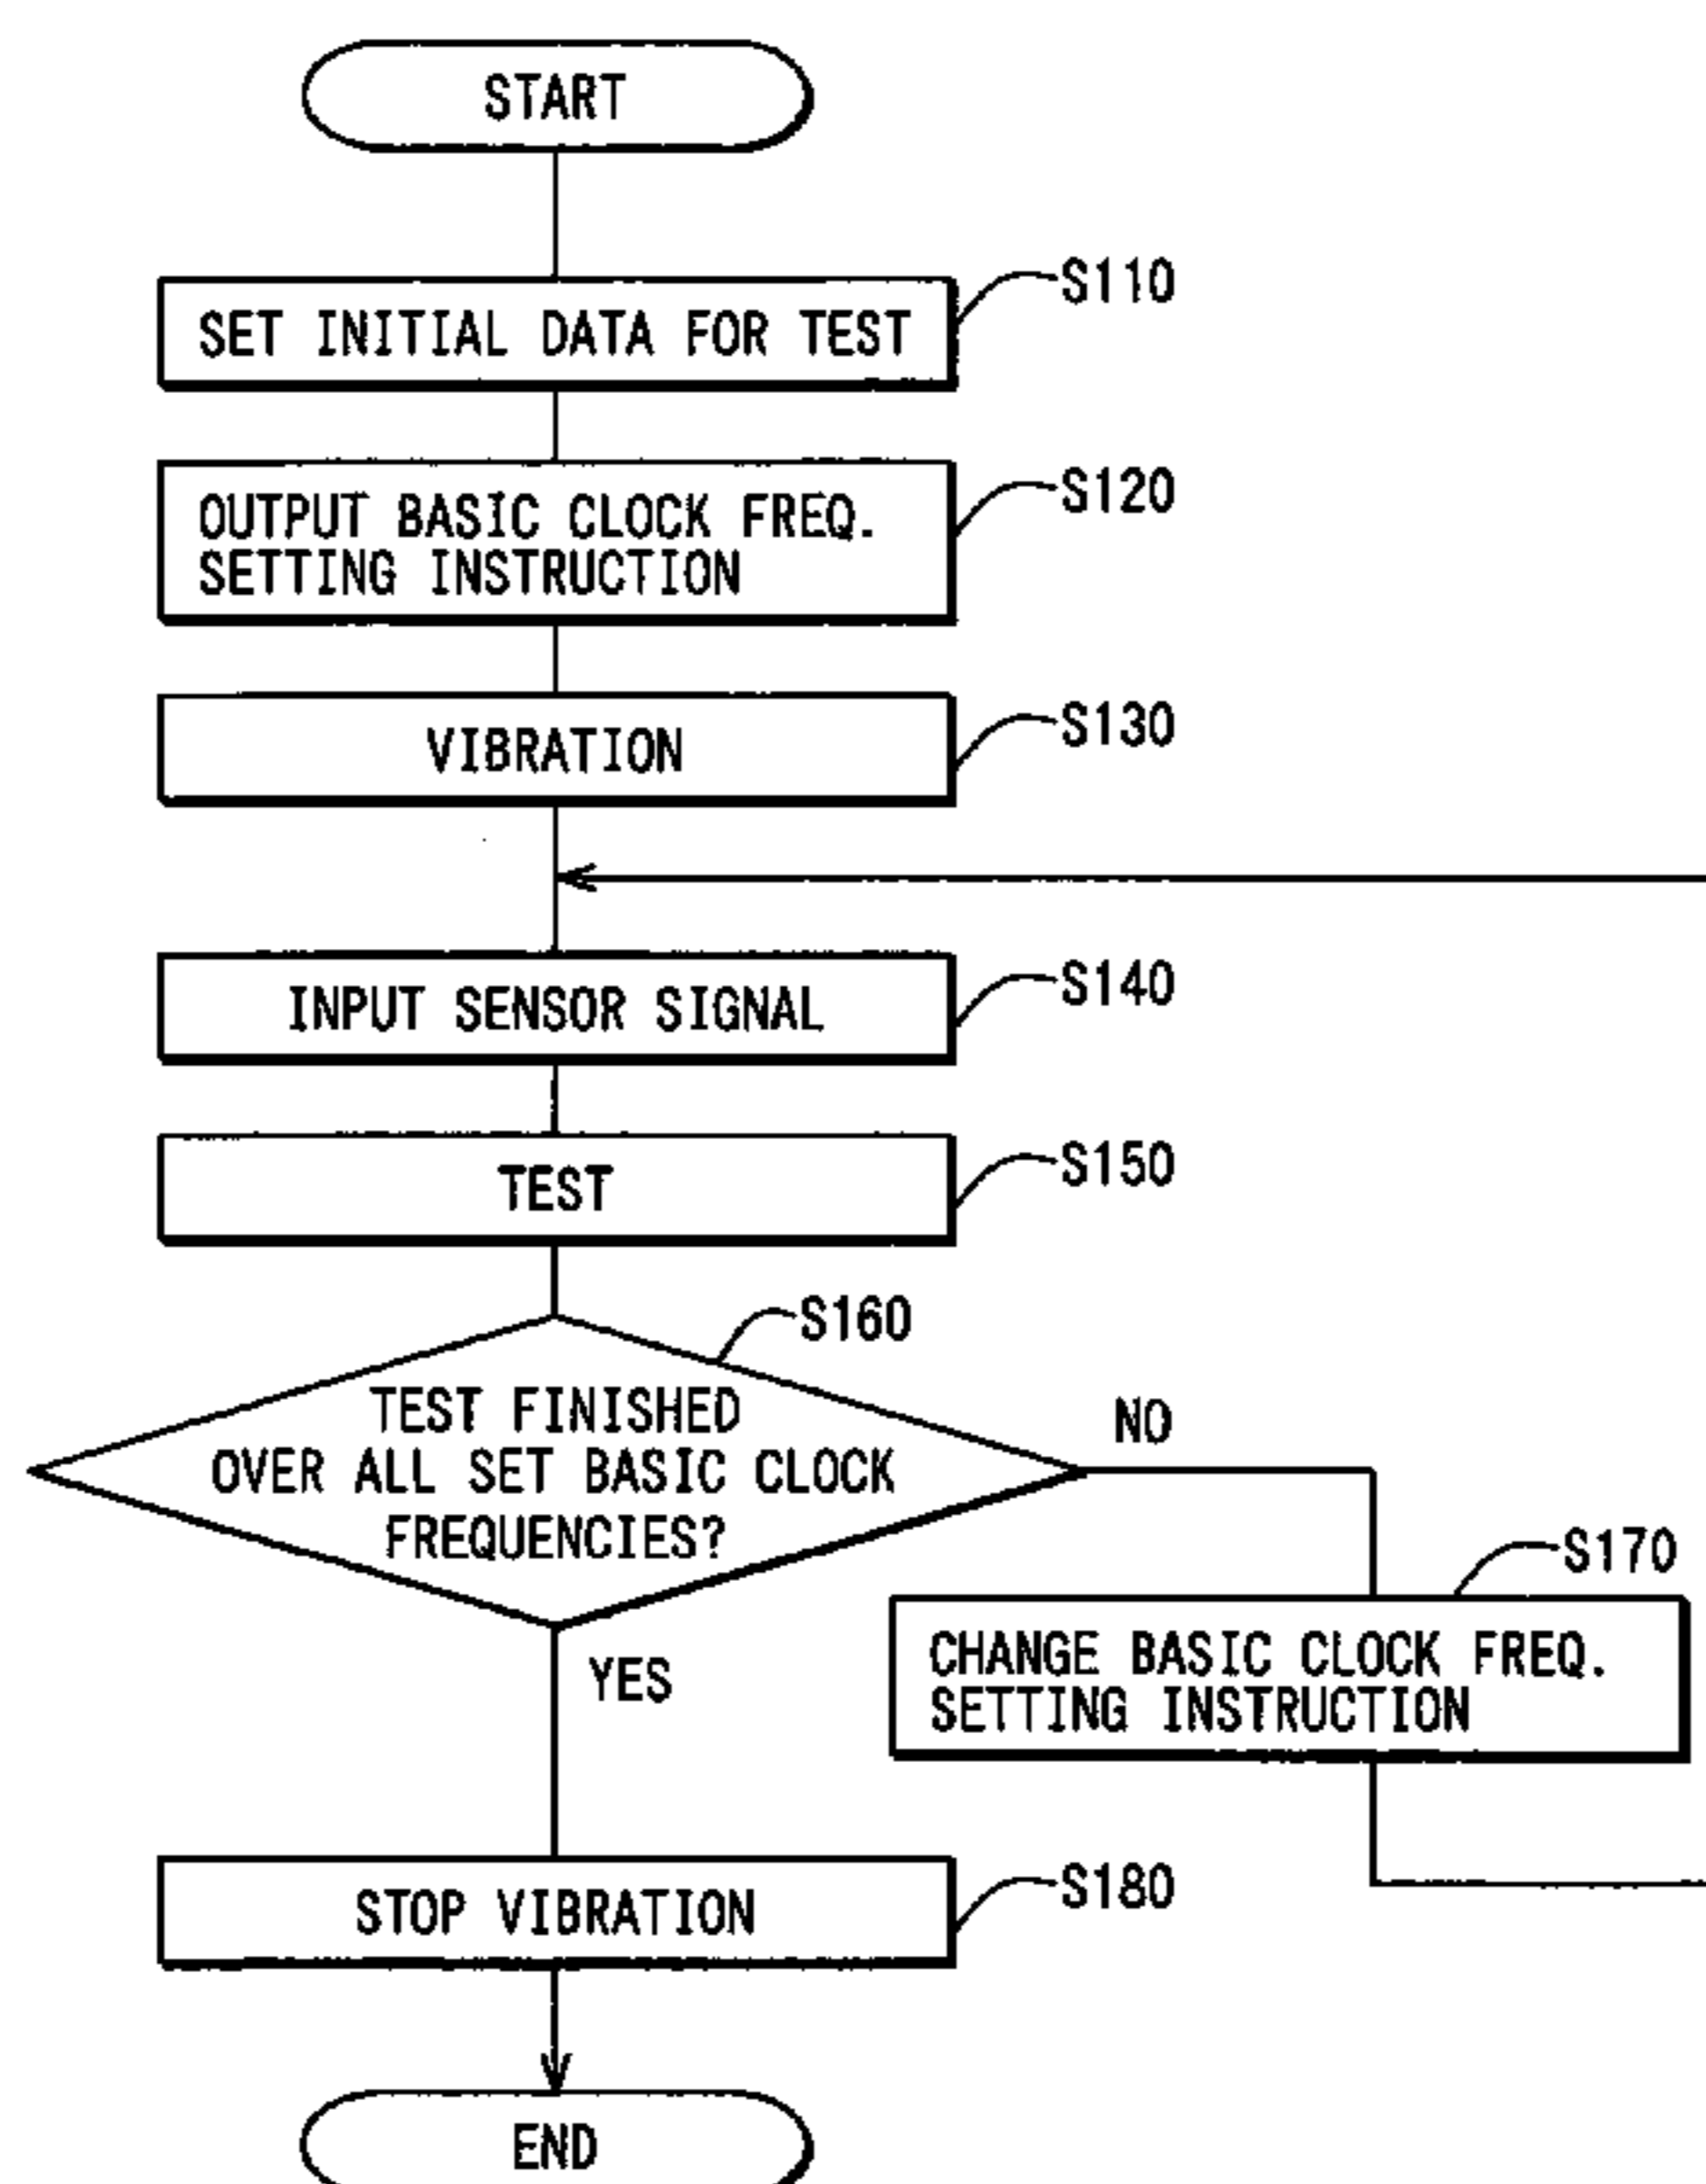 START
SET INITIAL DATA FOR TEST
S110
OUTPUT BASIC CLOCK FREQ.
SETTING INSTRUCTION
S120
VIBRATION
S130
INPUT SENSOR SIGNAL
S140
TEST
S150
S160
TEST FINISHED
OVER ALL SET BASIC CLOCK
FREQUENCIES?
NO
YES
S170
CHANGE BASIC CLOCK FREQ.
SETTING INSTRUCTION
STOP VIBRATION
S180
END